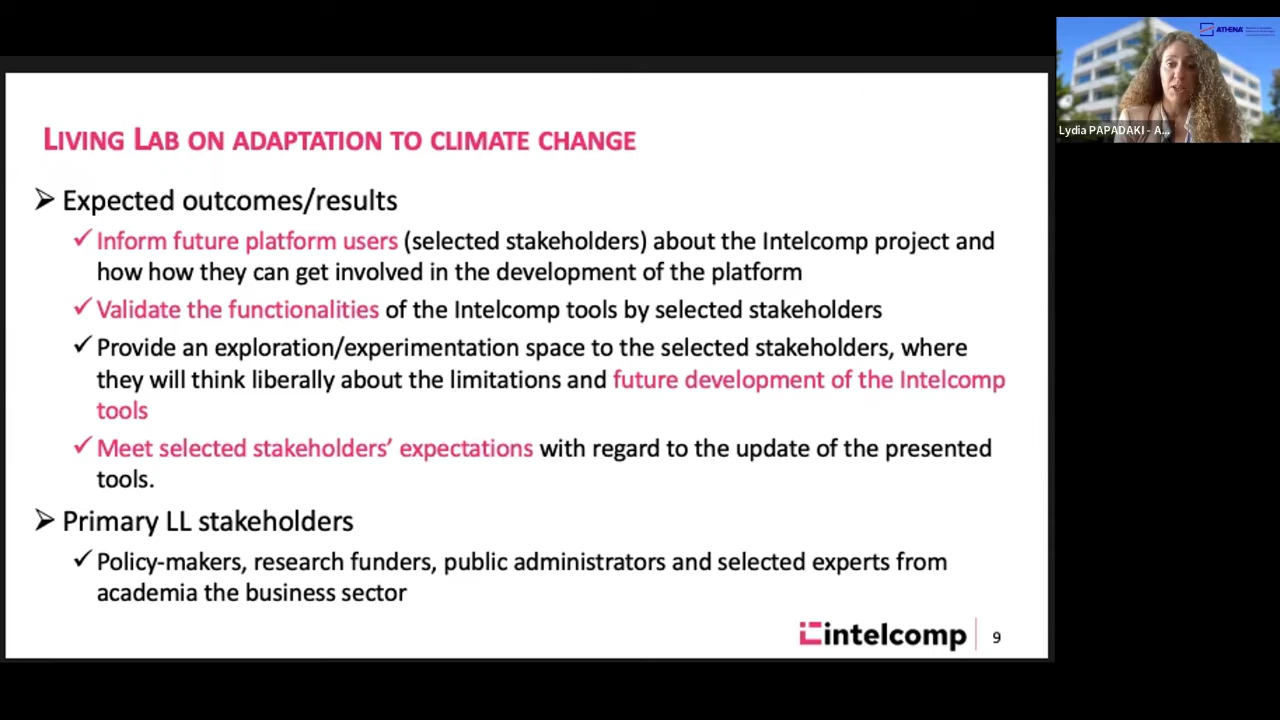 LIVING LAB ON ADAPTATION TO CLIMATE CHANGE
Expected outcomes/results
Inform future platform users (selected stakeholders) about the Intelcomp project and
how how they can get involved in the development of the platform
Validate the functionalities of the Intelcomp tools by selected stakeholders
Provide an exploration/experimentation space to the selected stakeholders, where
they will think liberally about the limitations and future development of the Intelcomp
tools
Meet selected stakeholders’ expectations with regard to the update of the presented
tools.
Primary LL stakeholders
Policy-makers, research funders, public administrators and selected experts from
academia the business sector
intelcomp
9
ATHENA
Lydia PAPADAKI - A...